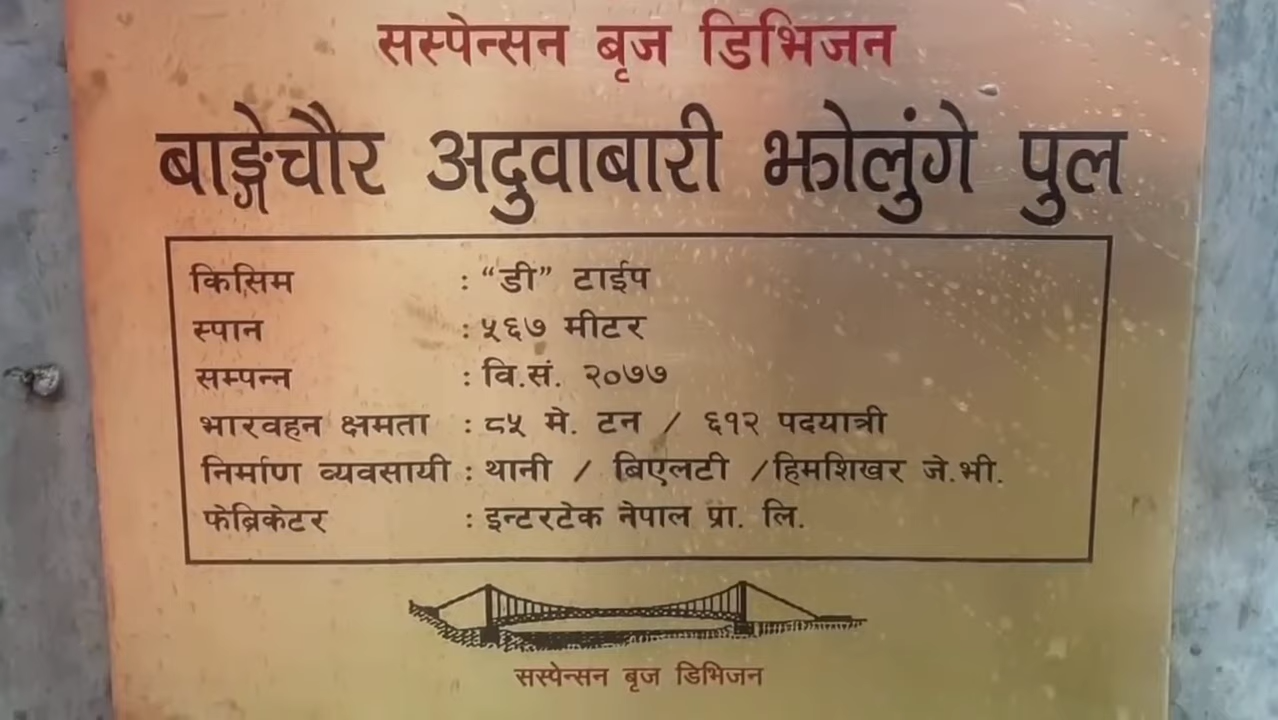 सस्पेन्सन बृज डिभिजन
बाङ्गेचौर अदुवाबारी झोलुंगे पुल
किसिम : “डी” टाईप
स्पान : ५६७ मीटर
सम्पन्न : वि.सं. २०७७
भारवहन क्षमता : ८५ मे. टन / ६१२ पदयात्री
निर्माण व्यवसायी : थानी / बिएलटी /हिमशिखर जे.भी.
फेब्रिकेटर : इन्टरटेक नेपाल प्रा. लि.
सस्पेन्सन बृज डिभिजन